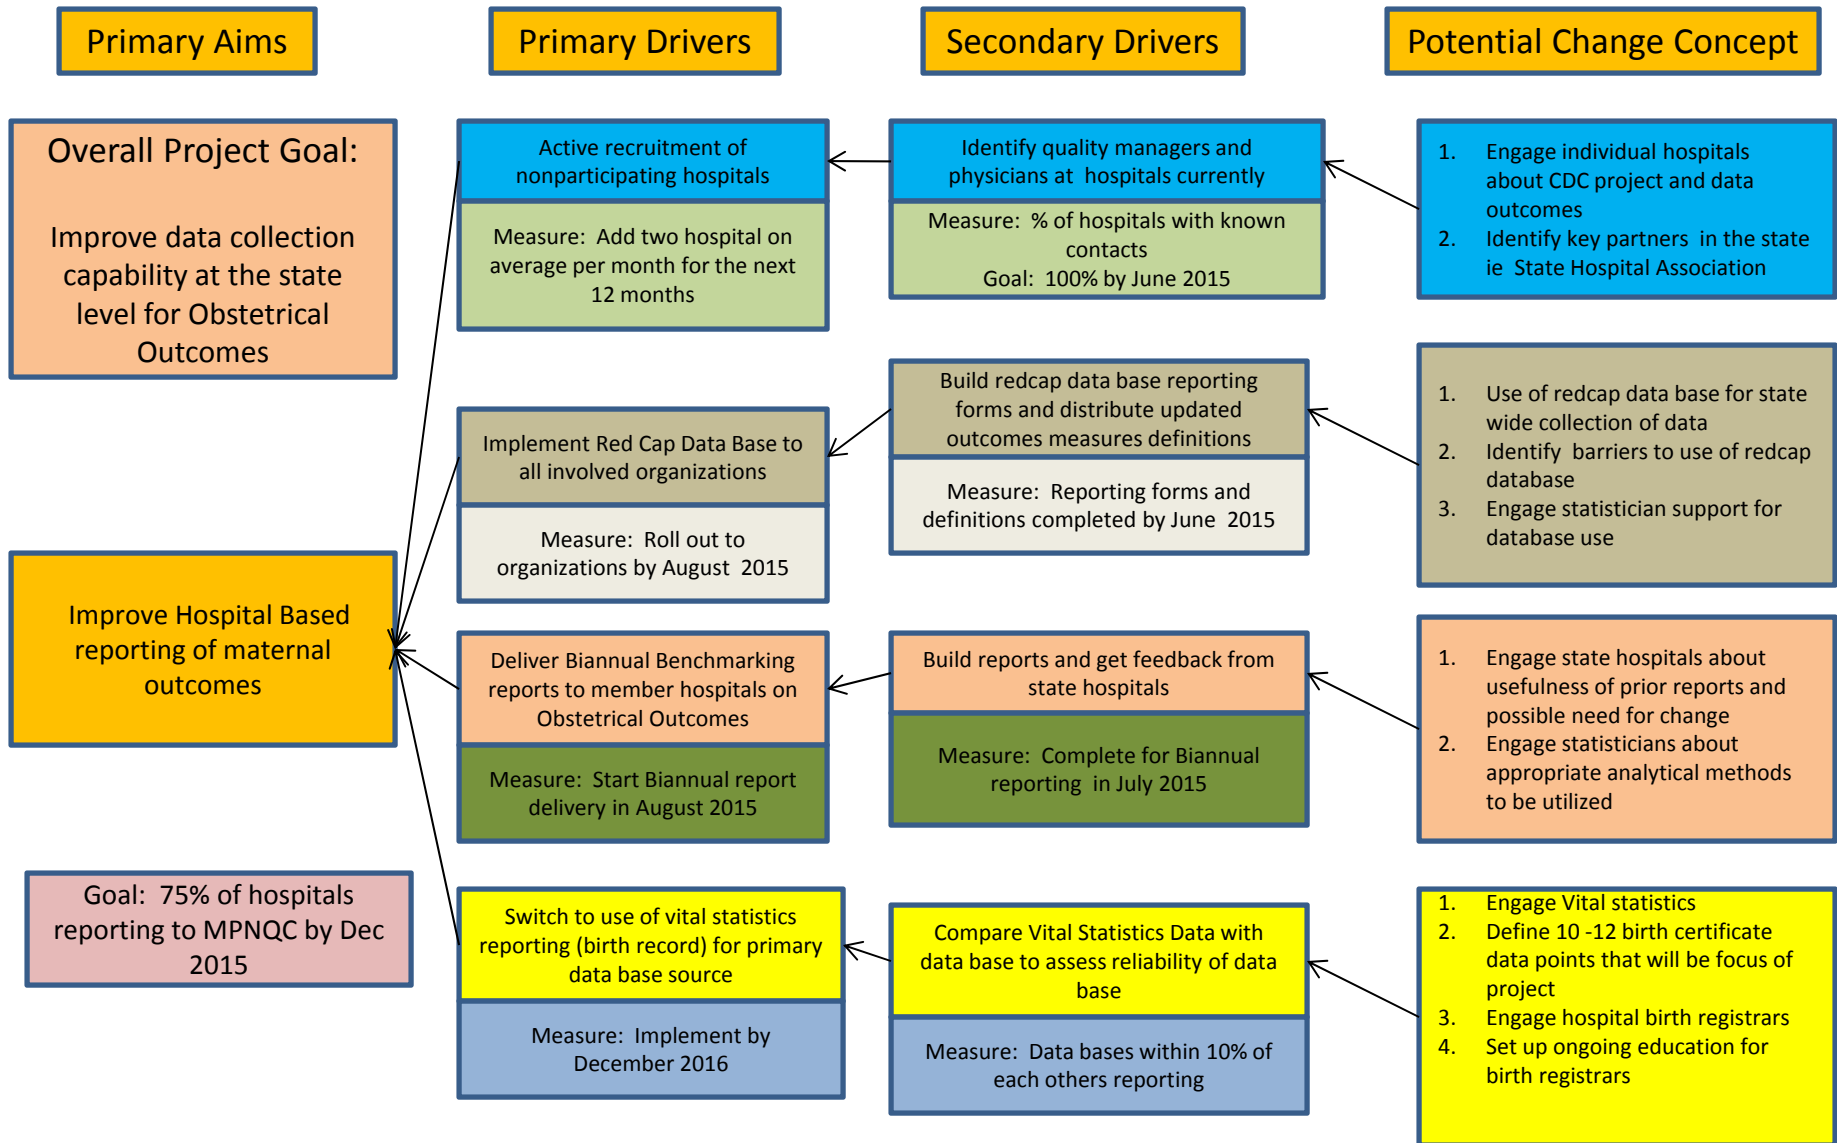 Primary Aims
Primary Drivers
Secondary Drivers
Potential Change Concept
Overall Project Goal:
Improve data collection
capability at the state
level for Obstetrical
Outcomes
Improve Hospital Based
reporting of maternal
outcomes
Goal: 75% of hospitals
reporting to MPNQC by Dec
2015
Active recruitment of
nonparticipating hospitals
Measure: Add two hospital on
average per month for the next
12 months
Implement Red Cap Data Base to
all involved organizations
Measure: Roll out to
organizations by August 2015
Deliver Biannual Benchmarking
reports to member hospitals on
Obstetrical Outcomes
Measure: Start Biannual report
delivery in August 2015
Switch to use of vital statistics
reporting (birth record) for primary
data base source
Measure: Implement by
December 2016
Identify quality managers and
physicians at hospitals currently
Measure: % of hospitals with known
contacts
Goal: 100% by June 2015
Build redcap data base reporting
forms and distribute updated
outcomes measures definitions
Measure: Reporting forms and
definitions completed by June 2015
Build reports and get feedback from
state hospitals
Measure: Complete for Biannual
reporting in July 2015
Compare Vital Statistics Data with
data base to assess reliability of data
base
Measure: Data bases within 10% of
each others reporting
1. Engage individual hospitals
about CDC project and data
outcomes
2. Identify key partners in the state
ie State Hospital Association
1. Use of redcap data base for state
wide collection of data
2. Identify barriers to use of redcap
database
3. Engage statistician support for
database use
1. Engage state hospitals about
usefulness of prior reports and
possible need for change
2. Engage statisticians about
appropriate analytical methods
to be utilized
1. Engage Vital statistics
2. Define 10 -12 birth certificate
data points that will be focus of
project
3. Engage hospital birth registrars
4. Set up ongoing education for
birth registrars